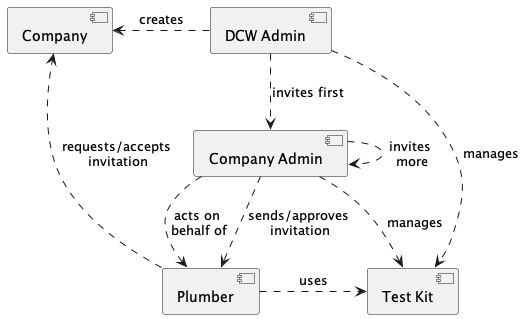 creates
Company
DCW Admin
invites first
requests/accepts
invitation
Company Admin
invites
more
manages
acts on
behalf of
sends/approves
invitation
manages
Plumber
uses
Test Kit